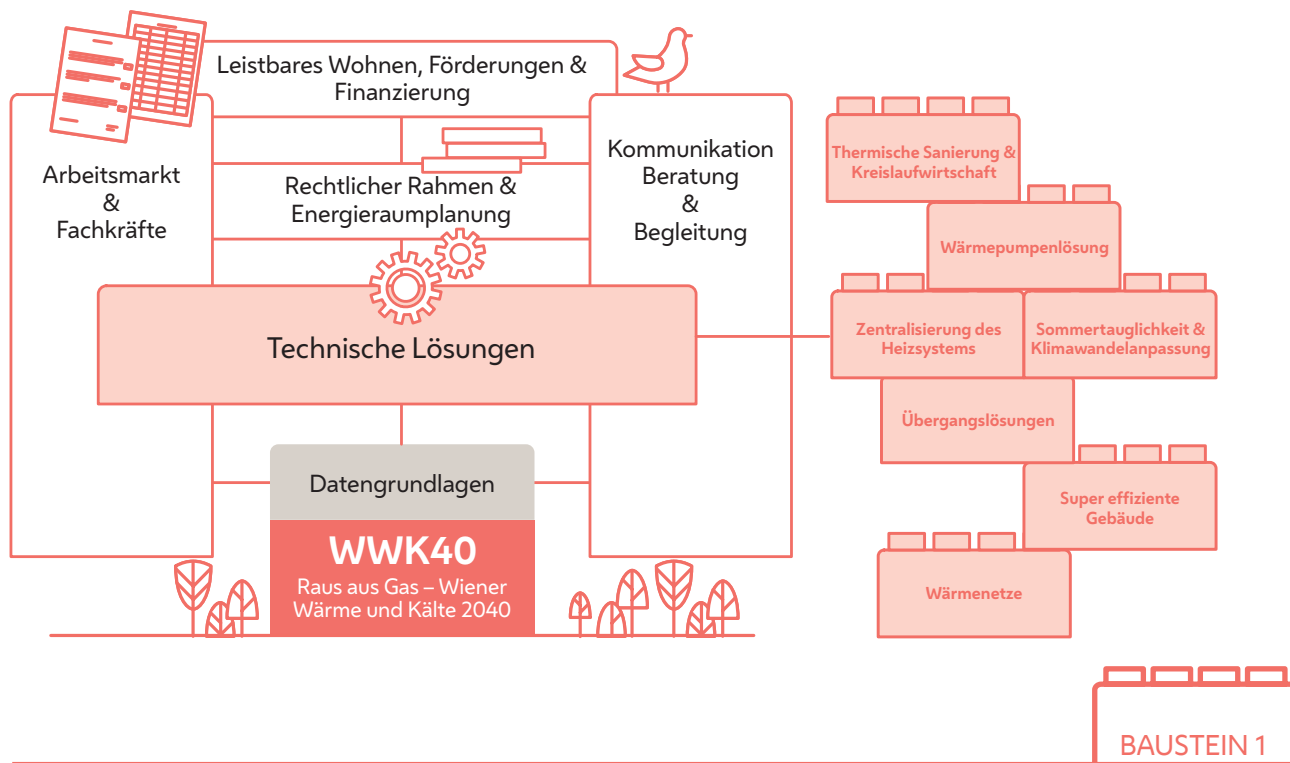 Leistbares Wohnen, Förderungen &
Finanzierung
Arbeitsmarkt
&
Fachkräfte
Rechtlicher Rahmen &
Energieraumplanung
Kommunikation
Beratung
&
Begleitung
Technische Lösungen
Datengrundlagen
WWK40
Raus aus Gas – Wiener
Wärme und Kälte 2040
Thermische Sanierung &
Kreislaufwirtschaft
Wärmepumpenlösung
Zentralisierung des
Heizsystems
Sommertauglichkeit &
Klimawandelanpassung
Übergangslösungen
Super effiziente
Gebäude
Wärmenetze
BAUSTEIN 1